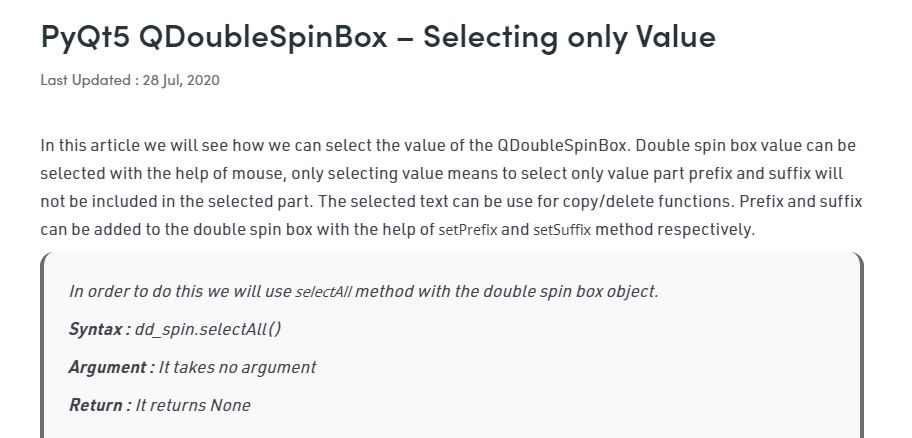 PyQt5 QDoubleSpinBox – Selecting only Value
Last Updated : 28 Jul, 2020
In this article we will see how we can select the value of the QDoubleSpinBox. Double spin box value can be
selected with the help of mouse, only selecting value means to select only value part prefix and suffix will
not be included in the selected part. The selected text can be use for copy/delete functions. Prefix and suffix
can be added to the double spin box with the help of setPrefix and setSuffix method respectively.
In order to do this we will use selectAll method with the double spin box object.
Syntax : dd_spin.selectAll()
Argument : It takes no argument
Return : It returns None